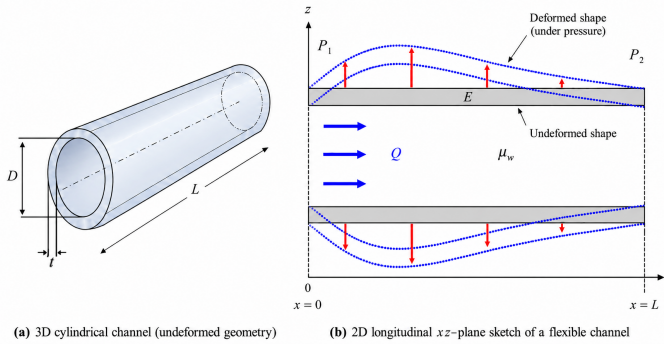 D
t
L
(a) 3D cylindrical channel (undeformed geometry)
z
P₁
Deformed shape
(under pressure)
P₂
E
Undeformed shape
Q
μ_w
0
x = 0
x = L
(b) 2D longitudinal xz–plane sketch of a flexible channel